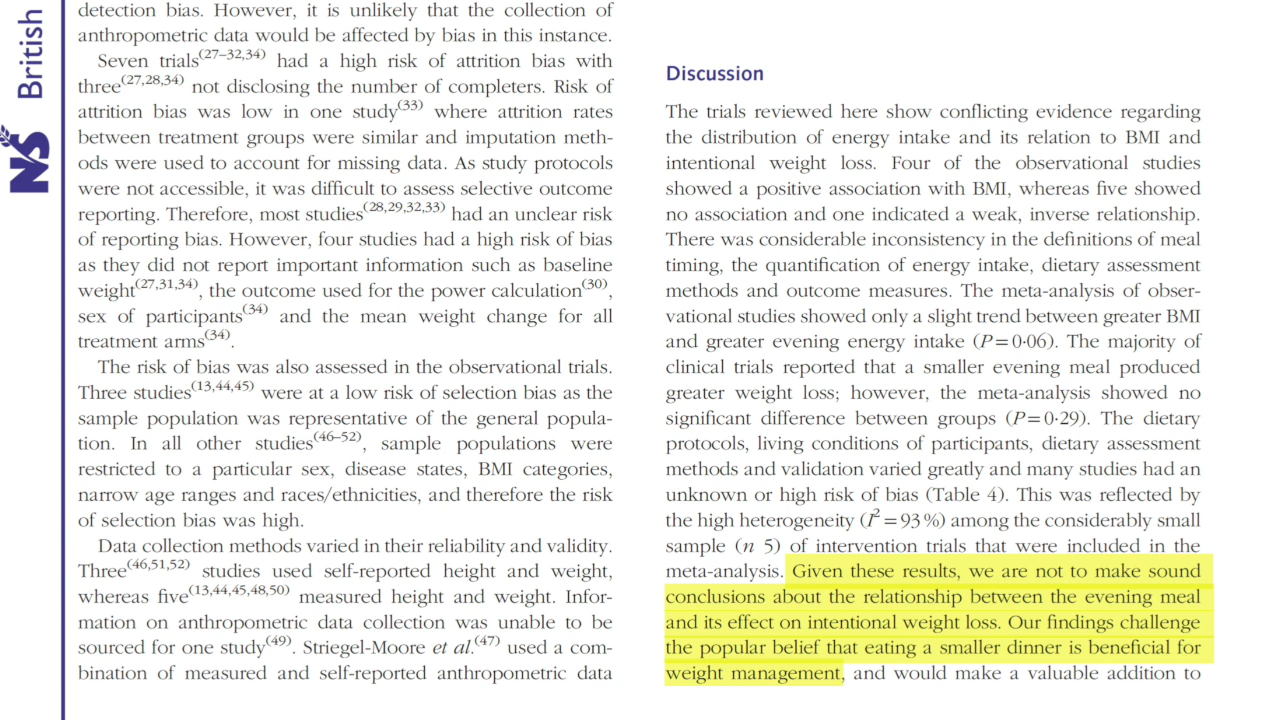 British
NS
detection bias. However, it is unlikely that the collection of
anthropometric data would be affected by bias in this instance.
Seven trials(27–32,34) had a high risk of attrition bias with
three(27,28,34) not disclosing the number of completers. Risk of
attrition bias was low in one study(33) where attrition rates
between treatment groups were similar and imputation meth-
ods were used to account for missing data. As study protocols
were not accessible, it was difficult to assess selective outcome
reporting. Therefore, most studies(28,29,32,33) had an unclear risk
of reporting bias. However, four studies had a high risk of bias
as they did not report important information such as baseline
weight(27,31,34), the outcome used for the power calculation(30),
sex of participants(34) and the mean weight change for all
treatment arms(34).
The risk of bias was also assessed in the observational trials.
Three studies(13,44,45) were at a low risk of selection bias as the
sample population was representative of the general popula-
tion. In all other studies(46–52), sample populations were
restricted to a particular sex, disease states, BMI categories,
narrow age ranges and races/ethnicities, and therefore the risk
of selection bias was high.
Data collection methods varied in their reliability and validity.
Three(46,51,52) studies used self-reported height and weight,
whereas five(13,44,45,48,50) measured height and weight. Infor-
mation on anthropometric data collection was unable to be
sourced for one study(49). Striegel-Moore et al.(47) used a com-
bination of measured and self-reported anthropometric data
Discussion
The trials reviewed here show conflicting evidence regarding
the distribution of energy intake and its relation to BMI and
intentional weight loss. Four of the observational studies
showed a positive association with BMI, whereas five showed
no association and one indicated a weak, inverse relationship.
There was considerable inconsistency in the definitions of meal
timing, the quantification of energy intake, dietary assessment
methods and outcome measures. The meta-analysis of obser-
vational studies showed only a slight trend between greater BMI
and greater evening energy intake (P=0·06). The majority of
clinical trials reported that a smaller evening meal produced
greater weight loss; however, the meta-analysis showed no
significant difference between groups (P=0·29). The dietary
protocols, living conditions of participants, dietary assessment
methods and validation varied greatly and many studies had an
unknown or high risk of bias (Table 4). This was reflected by
the high heterogeneity (I²=93 %) among the considerably small
sample (n 5) of intervention trials that were included in the
meta-analysis. Given these results, we are not to make sound
conclusions about the relationship between the evening meal
and its effect on intentional weight loss. Our findings challenge
the popular belief that eating a smaller dinner is beneficial for
weight management, and would make a valuable addition to